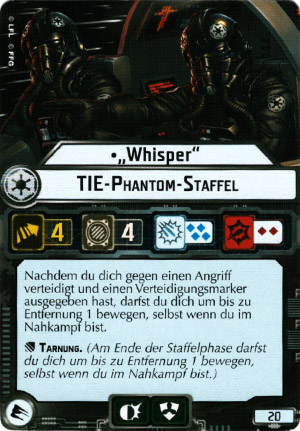 © LFL © FFG
•„Whisper“
TIE-Phantom-Staffel
4
4
Nachdem du dich gegen einen Angriff
verteidigt und einen Verteidigungsmarker
ausgegeben hast, darfst du dich um bis zu
Entfernung 1 bewegen, selbst wenn du im
Nahkampf bist.
Tarnung. (Am Ende der Staffelphase darfst
du dich um bis zu Entfernung 1 bewegen,
selbst wenn du im Nahkampf bist.)
20